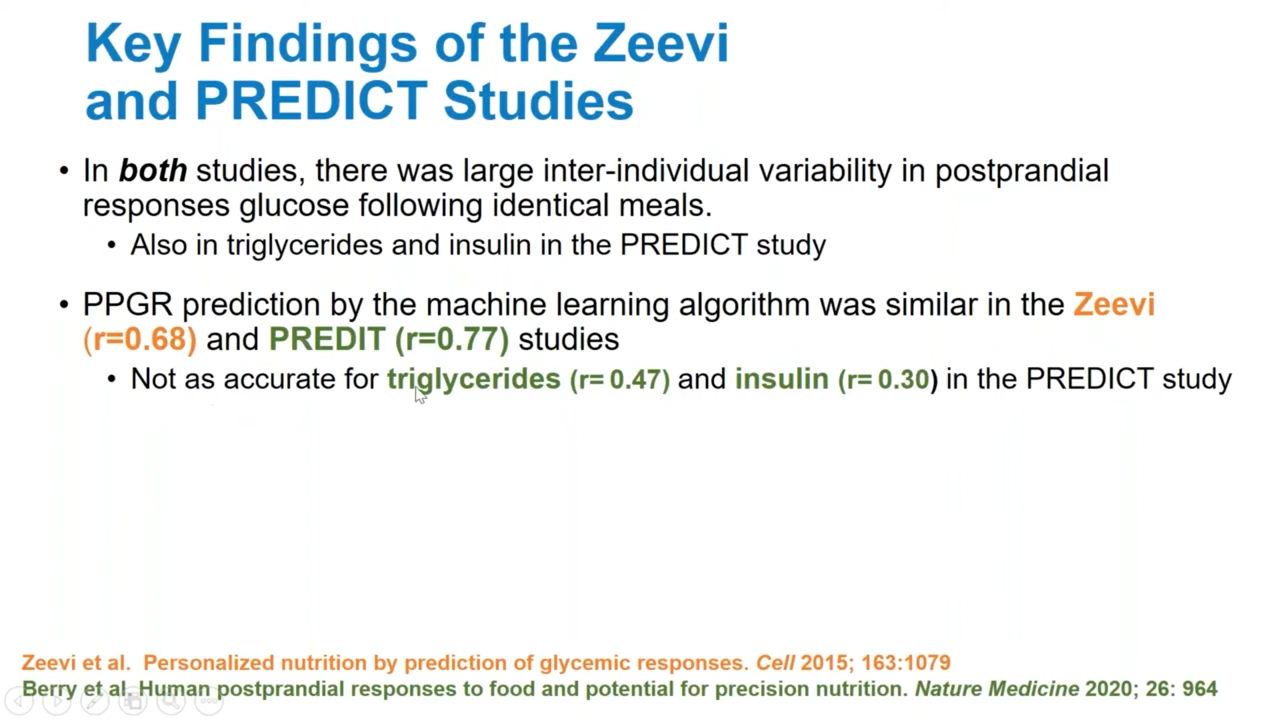 Key Findings of the Zeevi
and PREDICT Studies
• In both studies, there was large inter-individual variability in postprandial
responses glucose following identical meals.
• Also in triglycerides and insulin in the PREDICT study
• PPGR prediction by the machine learning algorithm was similar in the Zeevi
(r=0.68) and PREDIT (r=0.77) studies
• Not as accurate for triglycerides (r= 0.47) and insulin (r= 0.30) in the PREDICT study
Zeevi et al. Personalized nutrition by prediction of glycemic responses. Cell 2015; 163:1079
Berry et al. Human postprandial responses to food and potential for precision nutrition. Nature Medicine 2020; 26: 964